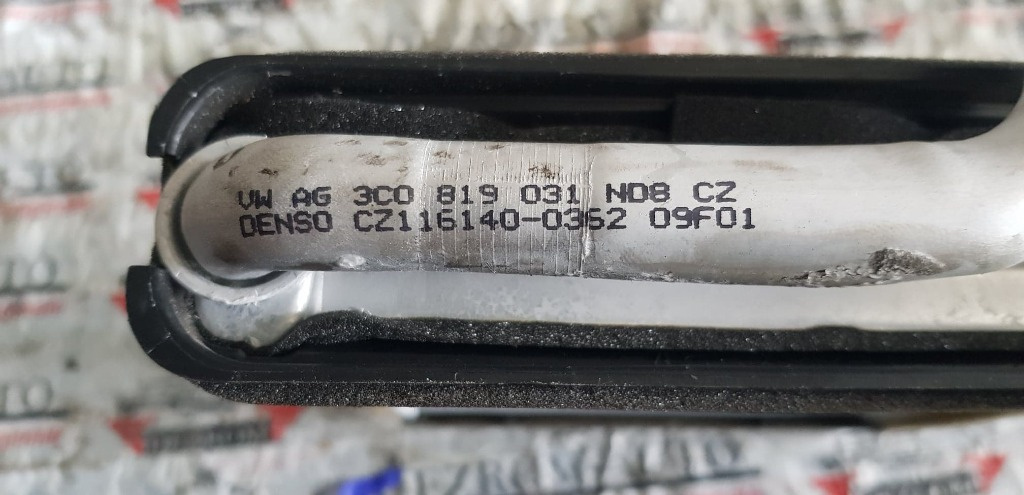 VW AG 3C0 819 031 ND8 CZ
DENSO CZ116140-0362 09F01